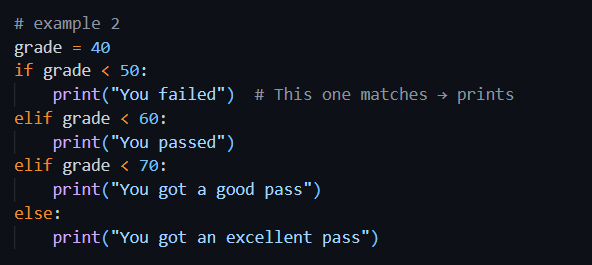 # example 2
grade = 40
if grade < 50:
    print("You failed")  # This one matches → prints
elif grade < 60:
    print("You passed")
elif grade < 70:
    print("You got a good pass")
else:
    print("You got an excellent pass")